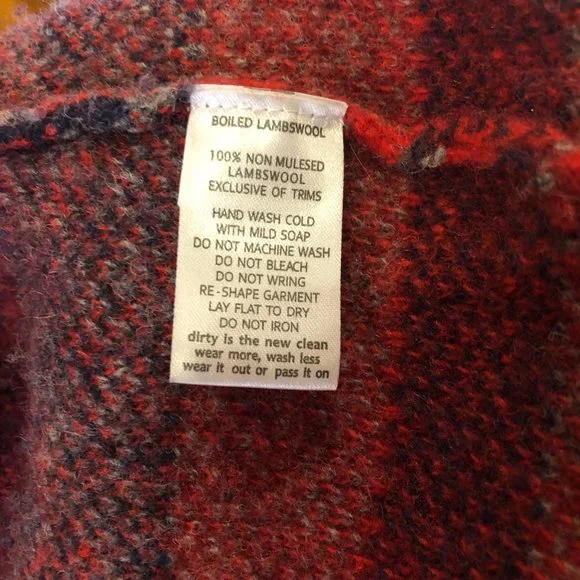 BOILED LAMBSWOOL
100% NON MULESED
LAMBSWOOL
EXCLUSIVE OF TRIMS
HAND WASH COLD
WITH MILD SOAP
DO NOT MACHINE WASH
DO NOT BLEACH
DO NOT WRING
RE-SHAPE GARMENT
LAY FLAT TO DRY
DO NOT IRON
dirty is the new clean
wear more, wash less
wear it out or pass it on